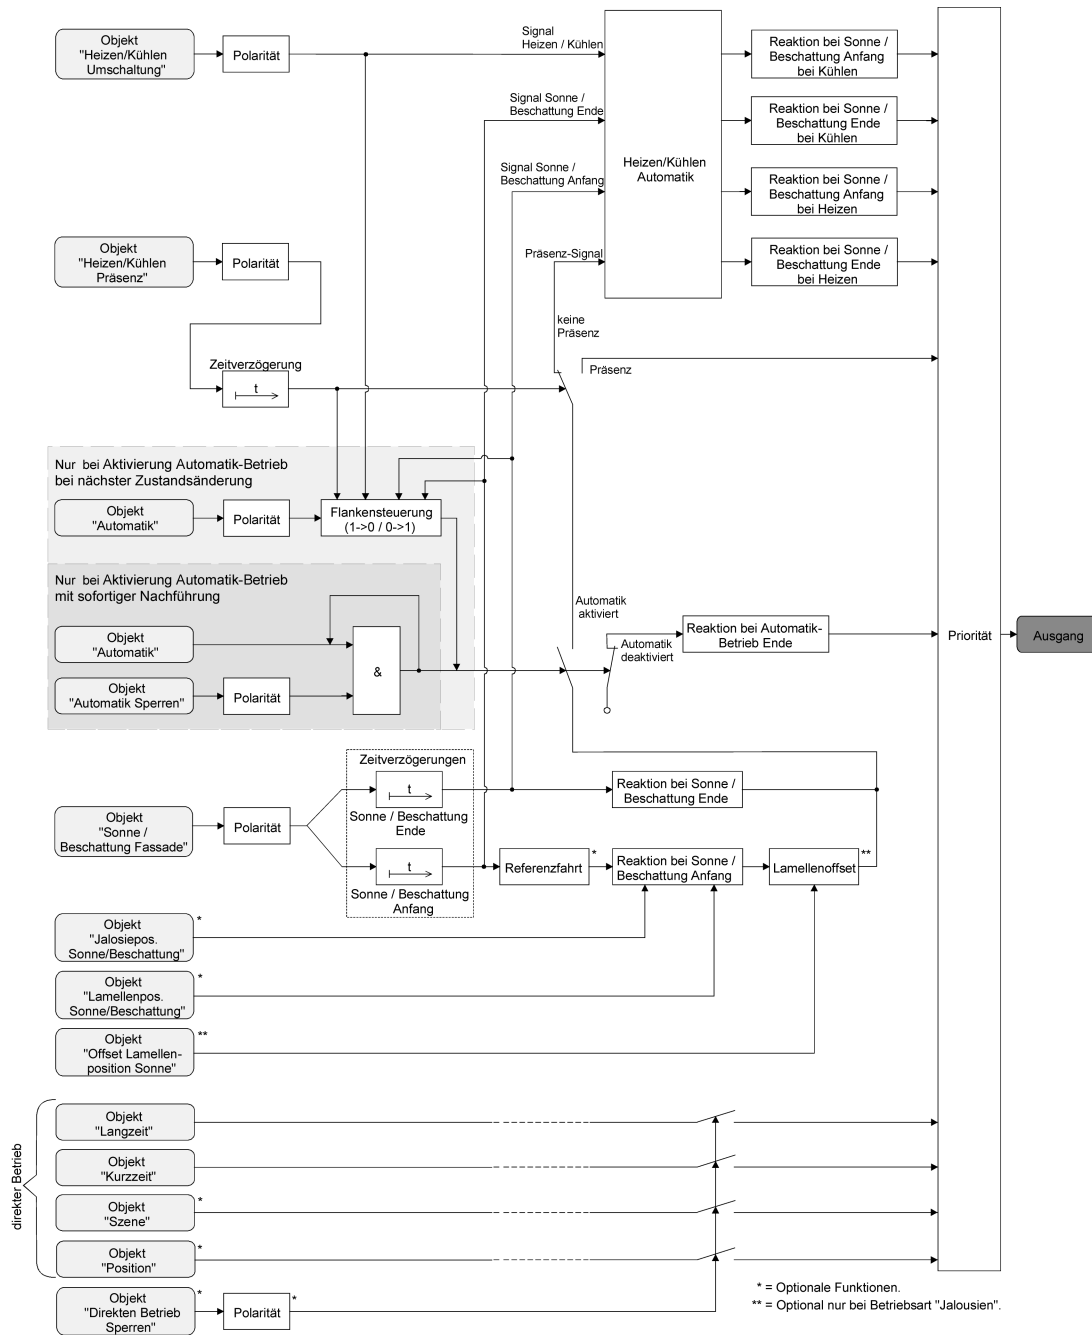 Objekt
"Heizen/Kühlen
Umschaltung"
Polarität
Signal
Heizen / Kühlen
Signal Sonne /
Beschattung Ende
Signal Sonne /
Beschattung Anfang
Präsenz-Signal
Heizen/Kühlen
Automatik
Reaktion bei Sonne /
Beschattung Anfang
bei Kühlen
Reaktion bei Sonne /
Beschattung Ende
bei Kühlen
Reaktion bei Sonne /
Beschattung Anfang
bei Heizen
Reaktion bei Sonne /
Beschattung Ende
bei Heizen
Objekt
"Heizen/Kühlen
Präsenz"
Polarität
keine
Präsenz
Präsenz
Zeitverzögerung
t
Nur bei Aktivierung Automatik-Betrieb
bei nächster Zustandsänderung
Objekt
"Automatik"
Polarität
Flankensteuerung
(1->0 / 0->1)
Nur bei Aktivierung Automatik-Betrieb
mit sofortiger Nachführung
Objekt
"Automatik"
Objekt
"Automatik Sperren"
Polarität
&
Automatik
aktiviert
Automatik
deaktiviert
Reaktion bei Automatik-
Betrieb Ende
Priorität
Ausgang
Zeitverzögerungen
t
Sonne / Beschattung
Ende
t
Sonne / Beschattung
Anfang
Objekt
"Sonne /
Beschattung Fassade"
Polarität
Reaktion bei Sonne /
Beschattung Ende
Referenzfahrt
*
Reaktion bei Sonne /
Beschattung Anfang
Lamellenoffset
**
Objekt
"Jalosiepos.
Sonne/Beschattung"
*
Objekt
"Lamellenpos.
Sonne/Beschattung"
*
Objekt
"Offset Lamellen-
position Sonne"
**
direkter Betrieb
Objekt
"Langzeit"
Objekt
"Kurzzeit"
Objekt
"Szene"
*
Objekt
"Position"
*
Objekt
"Direkten Betrieb
Sperren"
*
Polarität
*
* = Optionale Funktionen.
** = Optional nur bei Betriebsart "Jalousien".